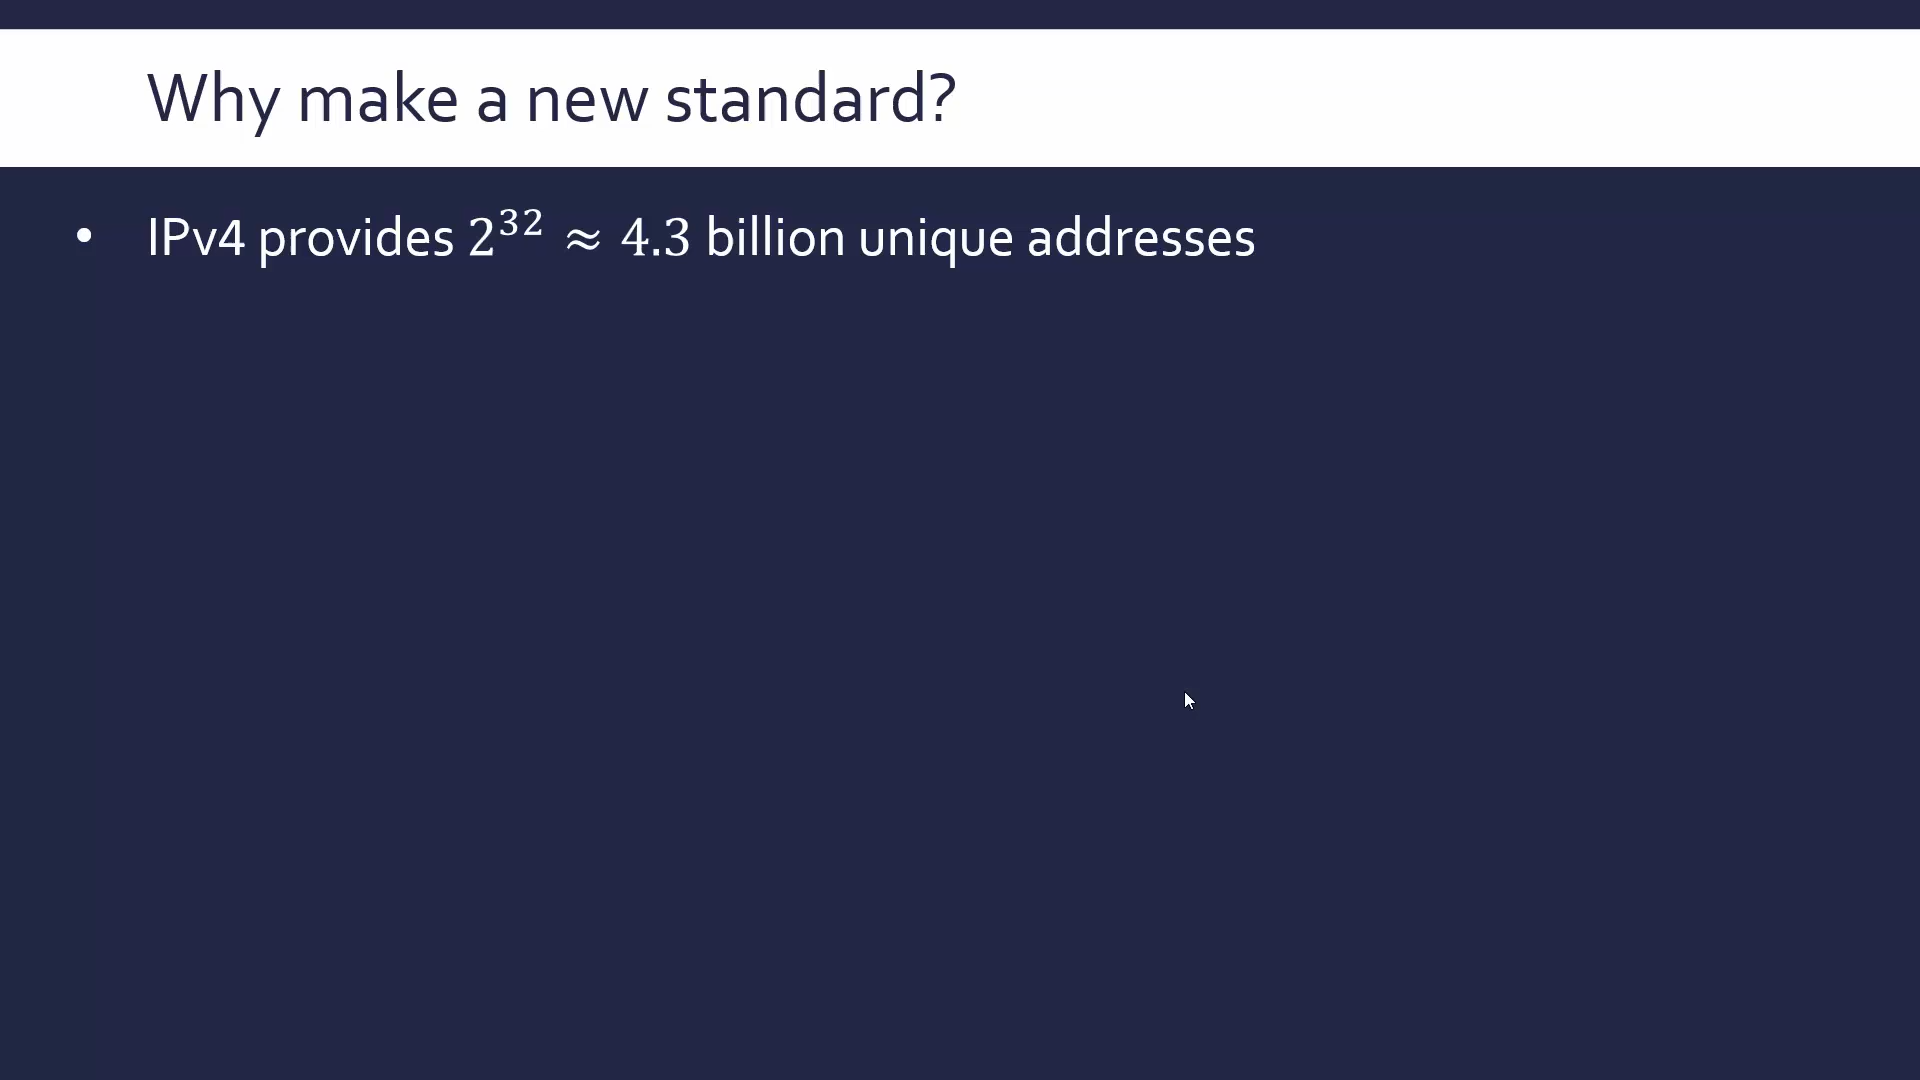 Why make a new standard?
• IPv4 provides 2³² ≈ 4.3 billion unique addresses